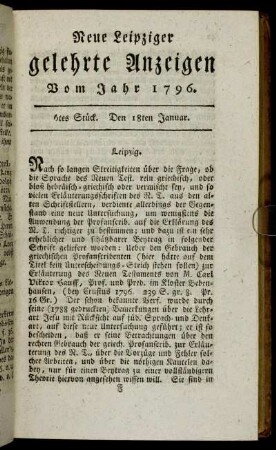 Neue Leipziger
gelehrte Anzeigen
Vom Jahr 1796.
6tes Stück. Den 18ten Januar.
Leipzig.
Nach so langen Streitigkeiten über die Frage, ob
die Sprache des Neuen Test. rein griechisch, oder
bloß hebräisch-griechisch oder vermischt sey, und so
vielen Erläuterungsschriften des N. T. aus den al-
ten Schriftstellern, verdiente allerdings der Gegen-
stand eine neue Untersuchung, um wenigstens die
Anwendung der Profanscrib. auf die Erklärung des
N. T. richtiger zu bestimmen; und dazu ist ein sehr
erheblicher und schätzbarer Beytrag in folgender
Schrift geliefert worden: Ueber den Gebrauch der
griechischen Profanscribenten (hier hätte auf dem
Titel kein Unterscheidungs-Strich stehen sollen) zur
Erläuterung des Neuen Testaments von M. Carl
Viktor Hauff, Prof. und Pred. im Kloster Beben-
hausen, (bey Crusius 1796. 239 S. gr. 8. Pr.
16 Gr.) Der schon bekannte Verf. wurde durch
seine (1788 gedruckten) Bemerkungen über die Lehr-
art Jesu mit Rücksicht auf jüd. Sprach- und Denk-
art, auf diese neue Untersuchung geführt; er ist so
bescheiden, daß er seine Betrachtungen über den
rechten Gebrauch der griech. Profanscrib. zur Erläu-
terung des N. T., über die Vorzüge und Fehler solcher
Arbeiten, und über die nöthigen Kautelen da-
bey, nur für einen Beytrag zu einer vollständigern
Theorie hiervon angesehen wissen will. Sie sind in